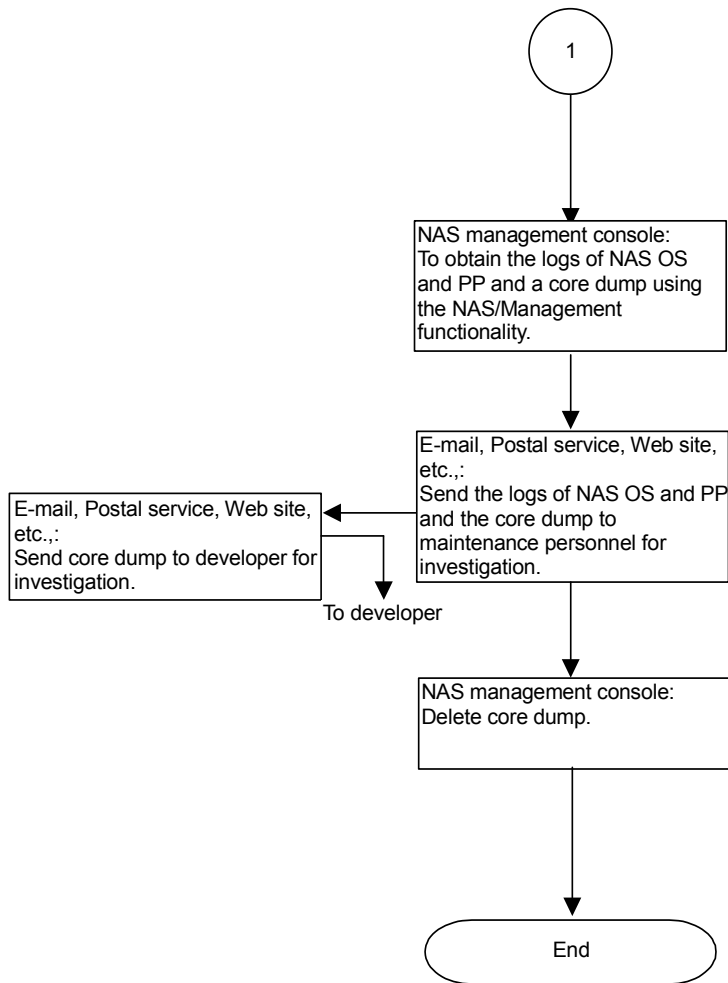 1
NAS management console:
To obtain the logs of NAS OS
and PP and a core dump using
the NAS/Management
functionality.
E-mail, Postal service, Web site,
etc.,:
Send the logs of NAS OS and PP
and the core dump to
maintenance personnel for
investigation.
E-mail, Postal service, Web site,
etc.,:
Send core dump to developer for
investigation.
To developer
NAS management console:
Delete core dump.
End